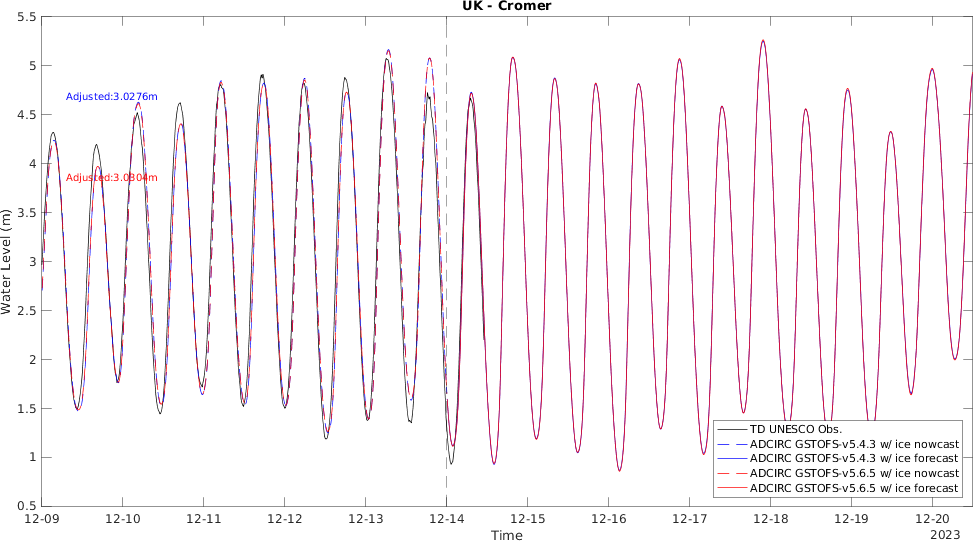 UK - Cromer
5.5
5
4.5
4
3.5
3
2.5
2
1.5
1
0.5
Water Level (m)
Adjusted:3.0276m
Adjusted:3.0304m
TD UNESCO Obs.
ADCIRC GSTOFS-v5.4.3 w/ ice nowcast
ADCIRC GSTOFS-v5.4.3 w/ ice forecast
ADCIRC GSTOFS-v5.6.5 w/ ice nowcast
ADCIRC GSTOFS-v5.6.5 w/ ice forecast
12-09 12-10 12-11 12-12 12-13 12-14 12-15 12-16 12-17 12-18 12-19 12-20
2023
Time